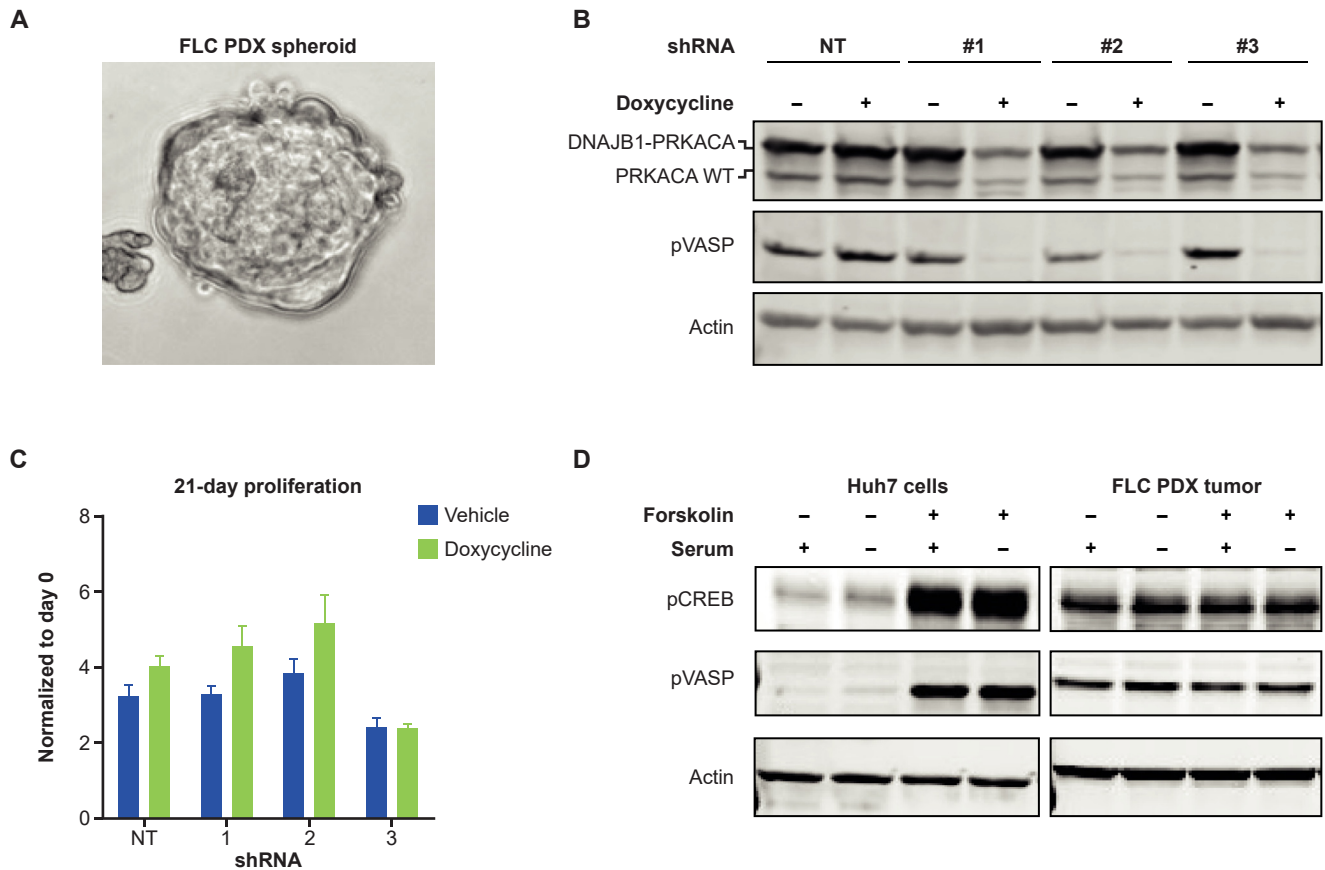 A
FLC PDX spheroid
B
shRNA NT #1 #2 #3
Doxycycline – + – + – + – +
DNAJB1-PRKACA
PRKACA WT
pVASP
Actin
C
21-day proliferation
Normalized to day 0
8
6
4
2
0
NT 1 2 3
shRNA
Vehicle
Doxycycline
D
Huh7 cells FLC PDX tumor
Forskolin – – + + – – + +
Serum + – + – + – + –
pCREB
pVASP
Actin